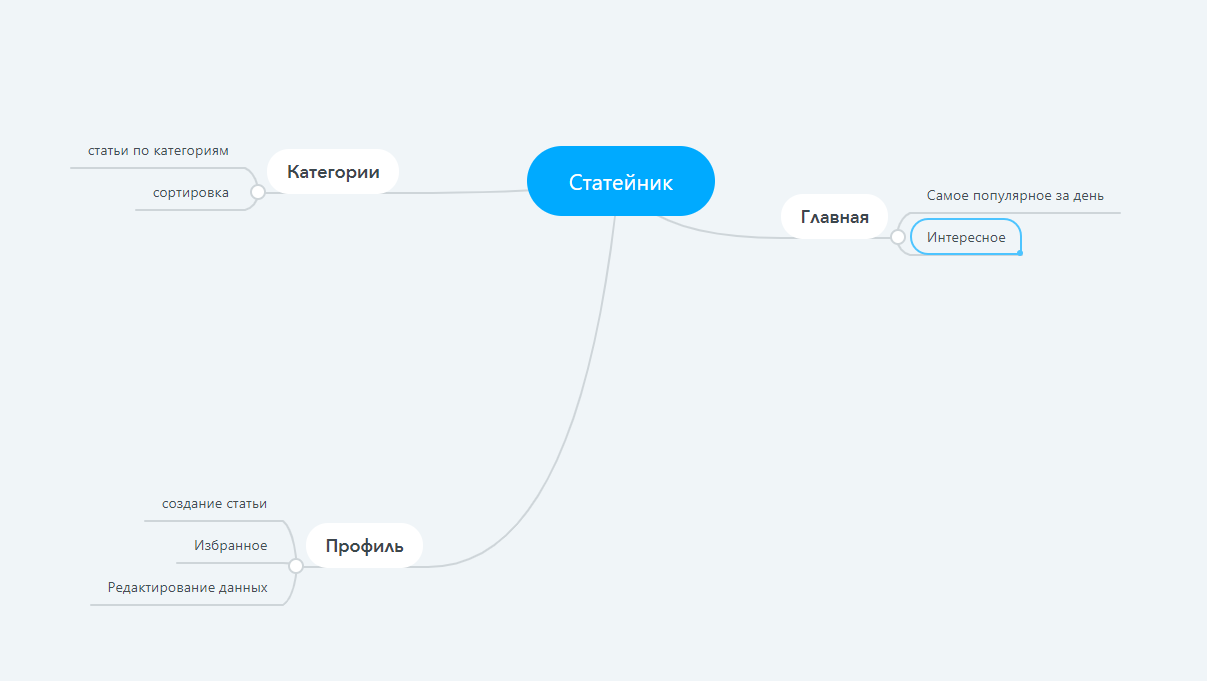 Статейник
Категории
статьи по категориям
сортировка
Главная
Самое популярное за день
Интересное
Профиль
создание статьи
Избранное
Редактирование данных